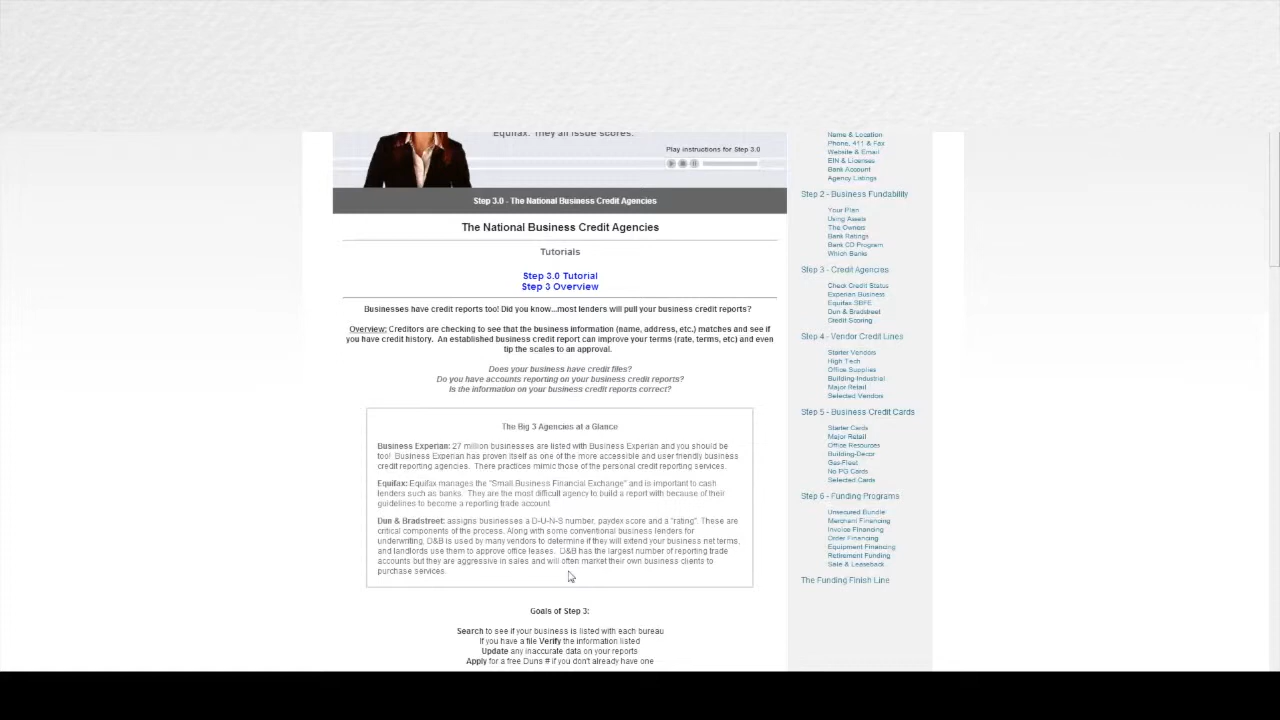 Equifax. They all issue scores.
Play instructions for Step 3.0
Step 3.0 - The National Business Credit Agencies
The National Business Credit Agencies
Tutorials
Step 3.0 Tutorial
Step 3 Overview
Businesses have credit reports too! Did you know...most lenders will pull your business credit reports?
Overview: Creditors are checking to see that the business information (name, address, etc.) matches and see if
you have credit history. An established business credit report can improve your terms (rate, terms, etc) and even
tip the scales to an approval.
Does your business have credit files?
Do you have accounts reporting on your business credit reports?
Is the information on your business credit reports correct?
The Big 3 Agencies at a Glance
Business Experian: 27 million businesses are listed with Business Experian and you should be
too! Business Experian has proven itself as one of the more accessible and user friendly business
credit reporting agencies. There practices mimic those of the personal credit reporting services.
Equifax: Equifax manages the "Small Business Financial Exchange" and is important to cash
lenders such as banks. They are the most difficult agency to build a report with because of their
guidelines to become a reporting trade account.
Dun & Bradstreet: assigns businesses a D-U-N-S number, paydex score and a "rating". These are
critical components of the process. Along with some conventional business lenders for
underwriting, D&B is used by many vendors to determine if they will extend your business net terms,
and landlords use them to approve office leases. D&B has the largest number of reporting trade
accounts but they are aggressive in sales and will often market their own business clients to
purchase services.
Goals of Step 3:
Search to see if your business is listed with each bureau
If you have a file Verify the information listed
Update any inaccurate data on your reports
Apply for a free Duns # if you don't already have one
Name & Location
Phone, 411 & Fax
Website & Email
EIN & Licenses
Bank Account
Agency Listings
Step 2 - Business Fundability
Your Plan
Using Assets
The Owners
Bank Ratings
Bank CD Program
Which Banks
Step 3 - Credit Agencies
Check Credit Status
Experian Business
Equifax SBFE
Dun & Bradstreet
Credit Scoring
Step 4 - Vendor Credit Lines
Starter Vendors
High Tech
Office Supplies
Building-Industrial
Major Retail
Selected Vendors
Step 5 - Business Credit Cards
Starter Cards
Major Retail
Office Resources
Building-Decor
Gas-Fleet
No PG Cards
Selected Cards
Step 6 - Funding Programs
Unsecured Bundle
Merchant Financing
Invoice Financing
Order Financing
Equipment Financing
Retirement Funding
Sale & Leaseback
The Funding Finish Line